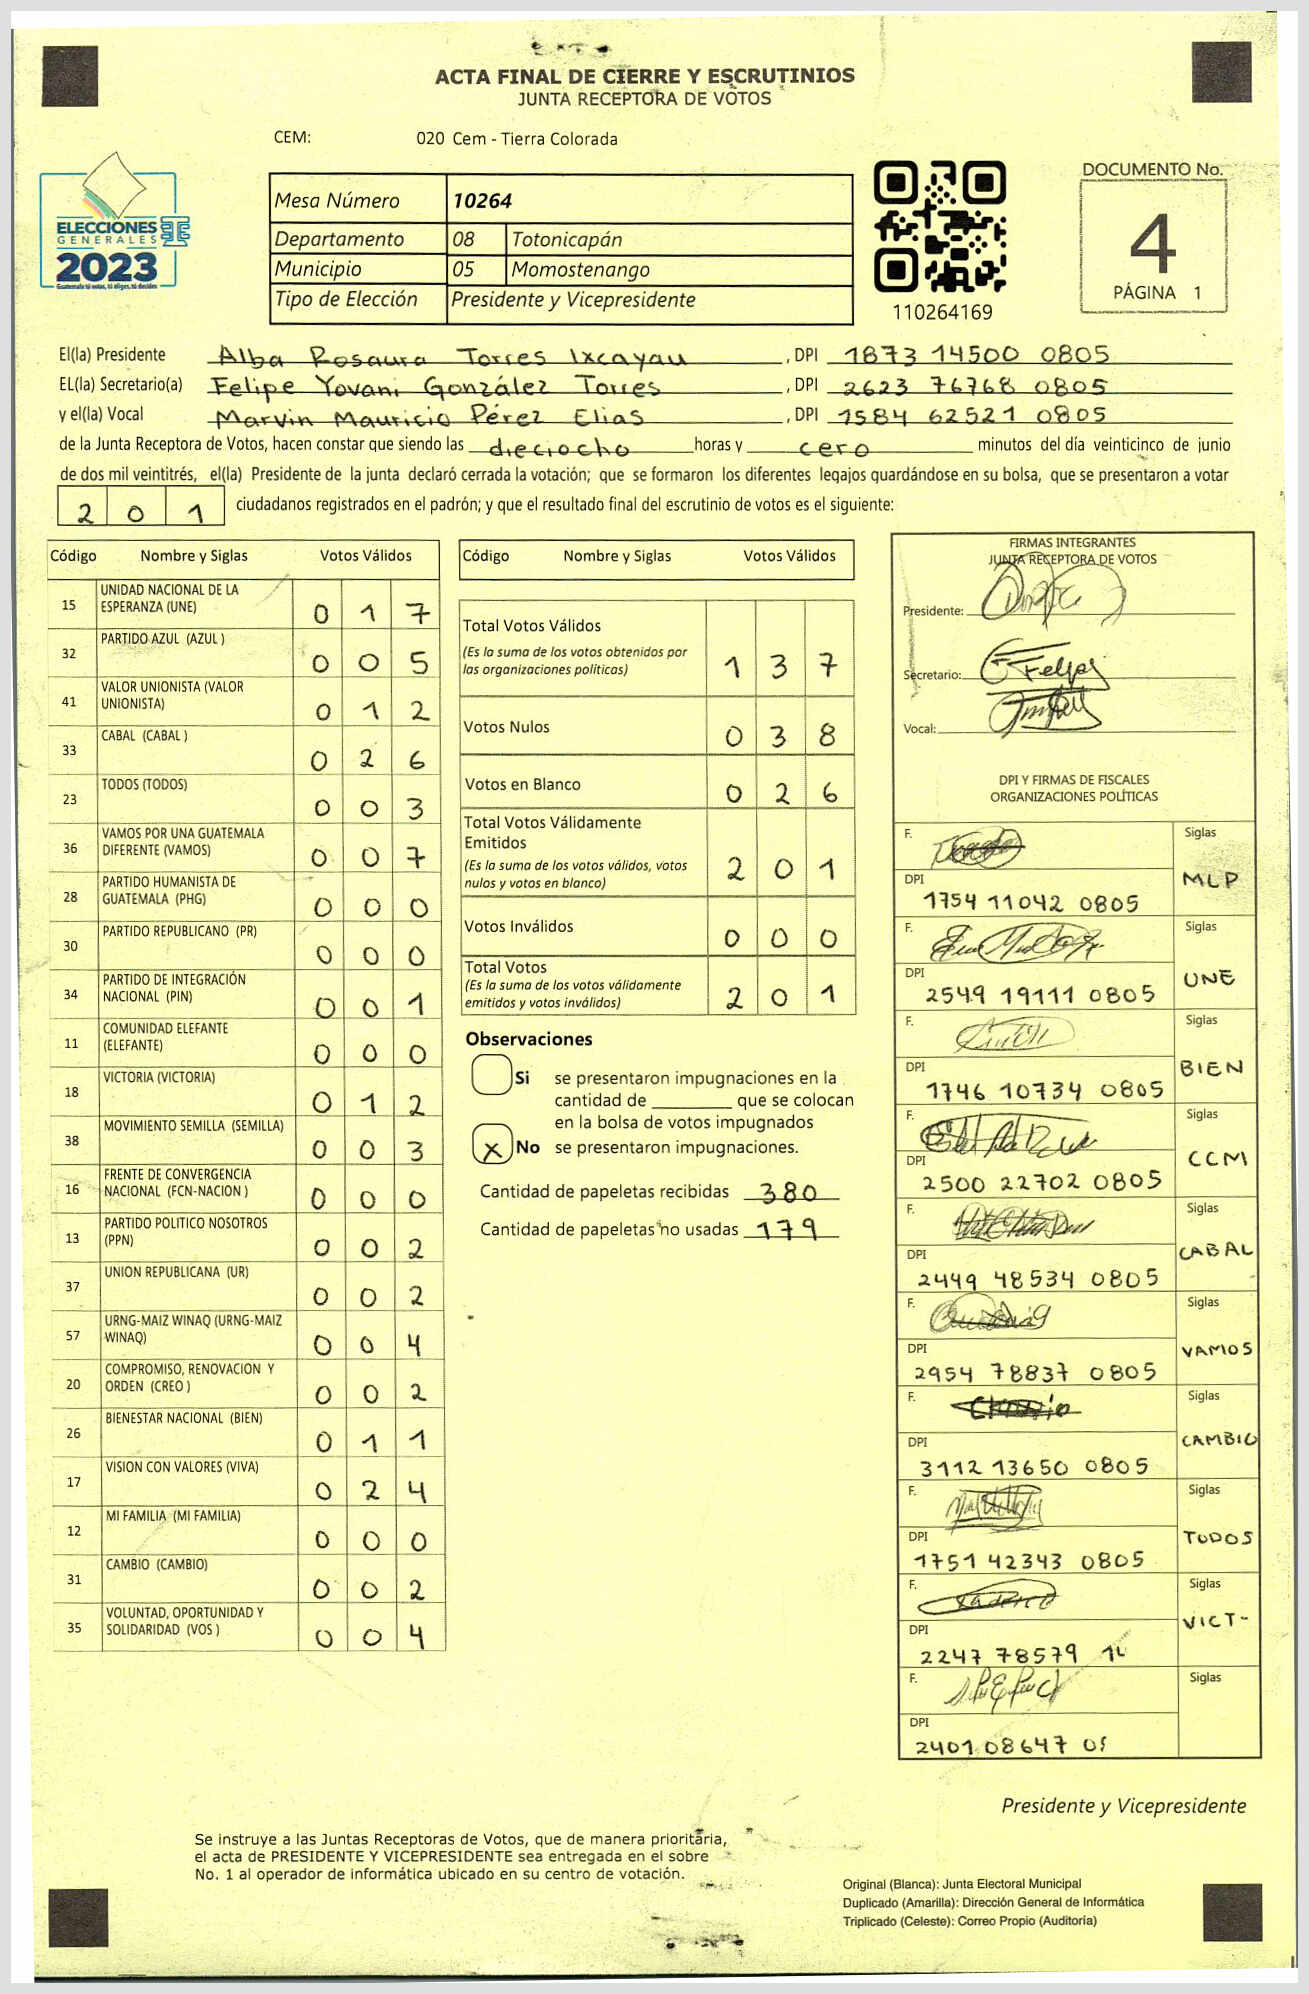 ACTA FINAL DE CIERRE Y ESCRUTINIOS
JUNTA RECEPTORA DE VOTOS
CEM: 020 Cem - Tierra Colorada
ELECCIONES
GENERALES
2023
Guatemala tú votas, tú eliges, tú decides
Mesa Número 10264
Departamento 08 Totonicapán
Municipio 05 Momostenango
Tipo de Elección Presidente y Vicepresidente
110264169
DOCUMENTO No.
4
PÁGINA 1
El(la) Presidente Alba Rosaura Torres Ixcayau, DPI 1873 14500 0805
EL(la) Secretario(a) Felipe Yovani González Torres, DPI 2623 76768 0805
y el(la) Vocal Marvin Mauricio Pérez Elias, DPI 1584 62521 0805
de la Junta Receptora de Votos, hacen constar que siendo las dieciocho horas y cero minutos del día veinticinco de junio
de dos mil veintitrés, el(la) Presidente de la junta declaró cerrada la votación; que se formaron los diferentes legajos guardándose en su bolsa, que se presentaron a votar
2 0 1 ciudadanos registrados en el padrón; y que el resultado final del escrutinio de votos es el siguiente:
Código Nombre y Siglas Votos Válidos
15 UNIDAD NACIONAL DE LA
ESPERANZA (UNE) 0 1 7
32 PARTIDO AZUL (AZUL ) 0 0 5
41 VALOR UNIONISTA (VALOR
UNIONISTA) 0 1 2
33 CABAL (CABAL ) 0 2 6
23 TODOS (TODOS) 0 0 3
36 VAMOS POR UNA GUATEMALA
DIFERENTE (VAMOS) 0 0 7
28 PARTIDO HUMANISTA DE
GUATEMALA (PHG) 0 0 0
30 PARTIDO REPUBLICANO (PR) 0 0 0
34 PARTIDO DE INTEGRACIÓN
NACIONAL (PIN) 0 0 1
11 COMUNIDAD ELEFANTE
(ELEFANTE) 0 0 0
18 VICTORIA (VICTORIA) 0 1 2
38 MOVIMIENTO SEMILLA (SEMILLA) 0 0 3
16 FRENTE DE CONVERGENCIA
NACIONAL (FCN-NACION ) 0 0 0
13 PARTIDO POLITICO NOSOTROS
(PPN) 0 0 2
37 UNION REPUBLICANA (UR) 0 0 2
57 URNG-MAIZ WINAQ (URNG-MAIZ
WINAQ) 0 0 4
20 COMPROMISO, RENOVACION Y
ORDEN (CREO ) 0 0 2
26 BIENESTAR NACIONAL (BIEN) 0 1 1
17 VISION CON VALORES (VIVA) 0 2 4
12 MI FAMILIA (MI FAMILIA) 0 0 0
31 CAMBIO (CAMBIO) 0 0 2
35 VOLUNTAD, OPORTUNIDAD Y
SOLIDARIDAD (VOS ) 0 0 4
Código Nombre y Siglas Votos Válidos
Total Votos Válidos
(Es la suma de los votos obtenidos por
las organizaciones políticas) 1 3 7
Votos Nulos 0 3 8
Votos en Blanco 0 2 6
Total Votos Válidamente
Emitidos
(Es la suma de los votos válidos, votos
nulos y votos en blanco) 2 0 1
Votos Inválidos 0 0 0
Total Votos
(Es la suma de los votos válidamente
emitidos y votos inválidos) 2 0 1
Observaciones
Si se presentaron impugnaciones en la
cantidad de ________ que se colocan
en la bolsa de votos impugnados
X No se presentaron impugnaciones.
Cantidad de papeletas recibidas 380
Cantidad de papeletas no usadas 179
FIRMAS INTEGRANTES
JUNTA RECEPTORA DE VOTOS
Presidente:
Secretario: Felipe
Vocal:
DPI Y FIRMAS DE FISCALES
ORGANIZACIONES POLÍTICAS
F. Siglas
MLP
DPI
1754 11042 0805
F. Siglas
UNE
DPI
2549 19111 0805
F. Siglas
BIEN
DPI
1746 10734 0805
F. Siglas
CCM
DPI
2500 22702 0805
F. Siglas
CABAL
DPI
2449 48534 0805
F. Siglas
VAMOS
DPI
2954 78837 0805
F. Siglas
CAMBIO
DPI
3112 13650 0805
F. Siglas
TODOS
DPI
1751 42343 0805
F. Siglas
VICT-
DPI
2247 78579 14
F. Siglas
DPI
2401 08647
Presidente y Vicepresidente
Se instruye a las Juntas Receptoras de Votos, que de manera prioritaria,
el acta de PRESIDENTE Y VICEPRESIDENTE sea entregada en el sobre
No. 1 al operador de informática ubicado en su centro de votación.
Original (Blanca): Junta Electoral Municipal
Duplicado (Amarilla): Dirección General de Informática
Triplicado (Celeste): Correo Propio (Auditoría)